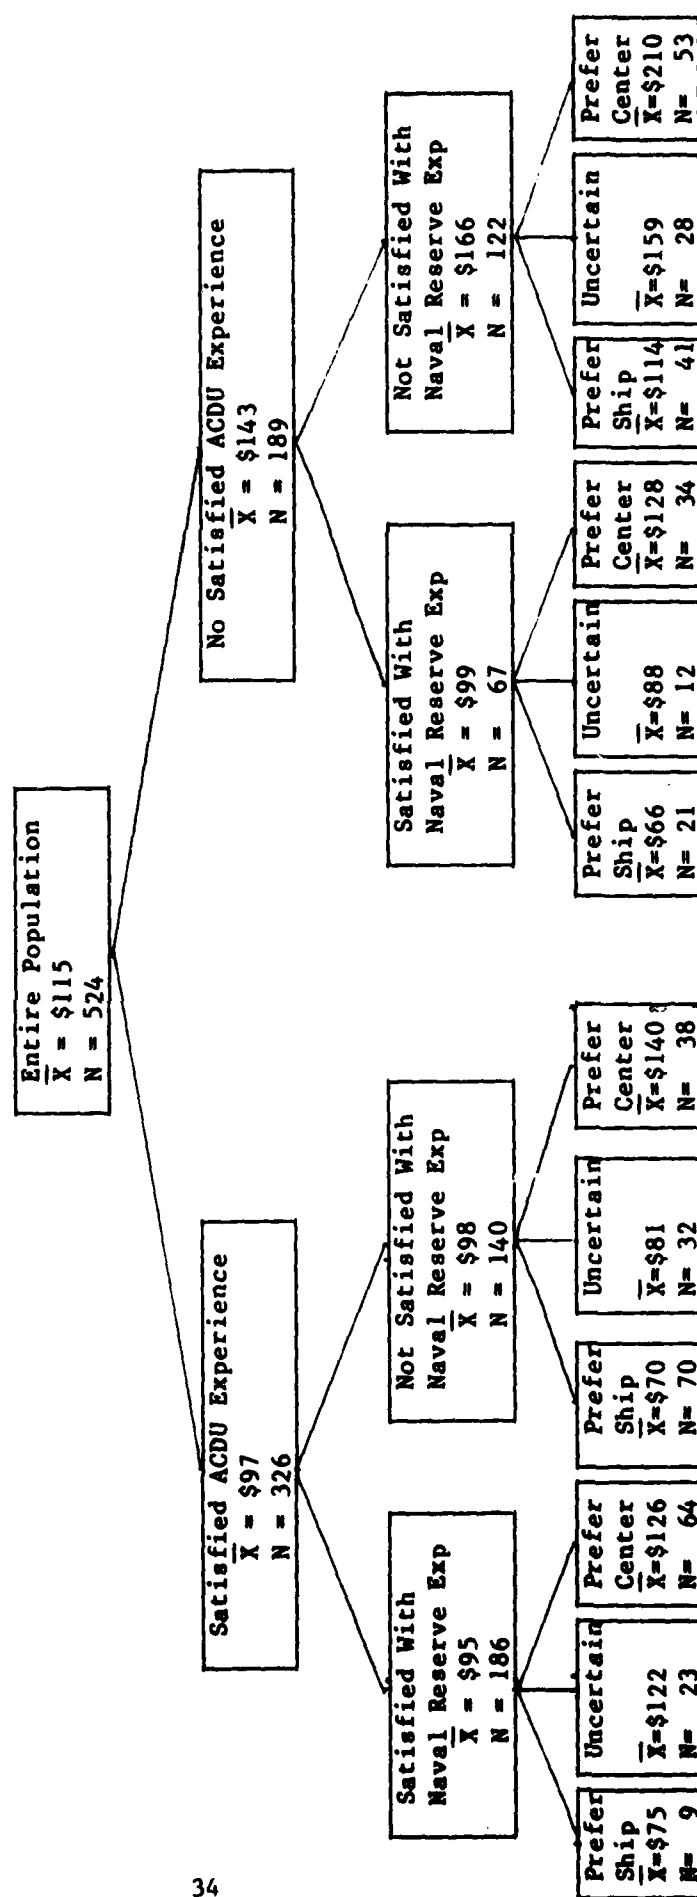 Entire Population
X = $115
N = 524
Satisfied ACDU Experience
X = $97
N = 326
No Satisfied ACDU Experience
X = $143
N = 189
Satisfied With
Naval Reserve Exp
X = $95
N = 186
Not Satisfied With
Naval Reserve Exp
X = $98
N = 140
Satisfied With
Naval Reserve Exp
X = $99
N = 67
Not Satisfied With
Naval Reserve Exp
X = $166
N = 122
Prefer
Ship
X=$75
N= 9
Uncertain
X=$122
N= 23
Prefer
Center
X=$126
N= 64
Prefer
Ship
X=$70
N= 70
Uncertain
X=$81
N= 32
Prefer
Center
X=$140
N= 38
Prefer
Ship
X=$66
N= 21
Uncertain
X=$88
N= 12
Prefer
Center
X=$128
N= 34
Prefer
Ship
X=$114
N= 41
Uncertain
X=$159
N= 28
Prefer
Center
X=$210
N= 53
34